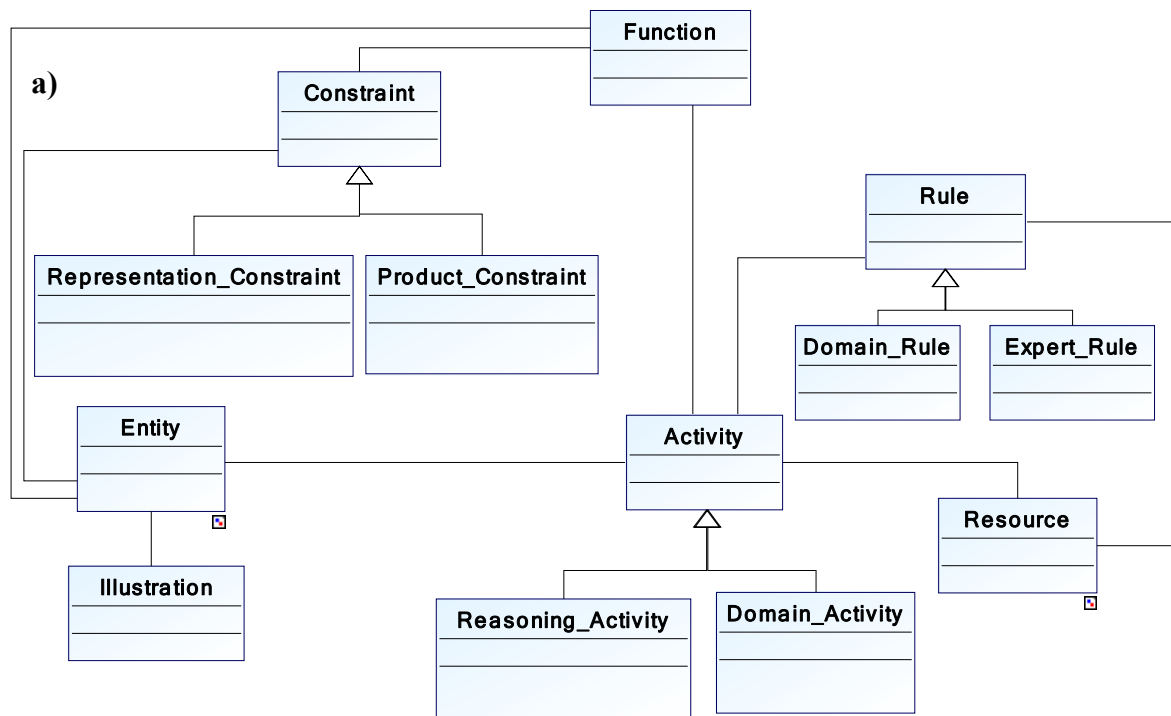 Function
a)
Constraint
Rule
Representation_Constraint
Product_Constraint
Domain_Rule
Expert_Rule
Entity
Activity
Resource
Illustration
Reasoning_Activity
Domain_Activity